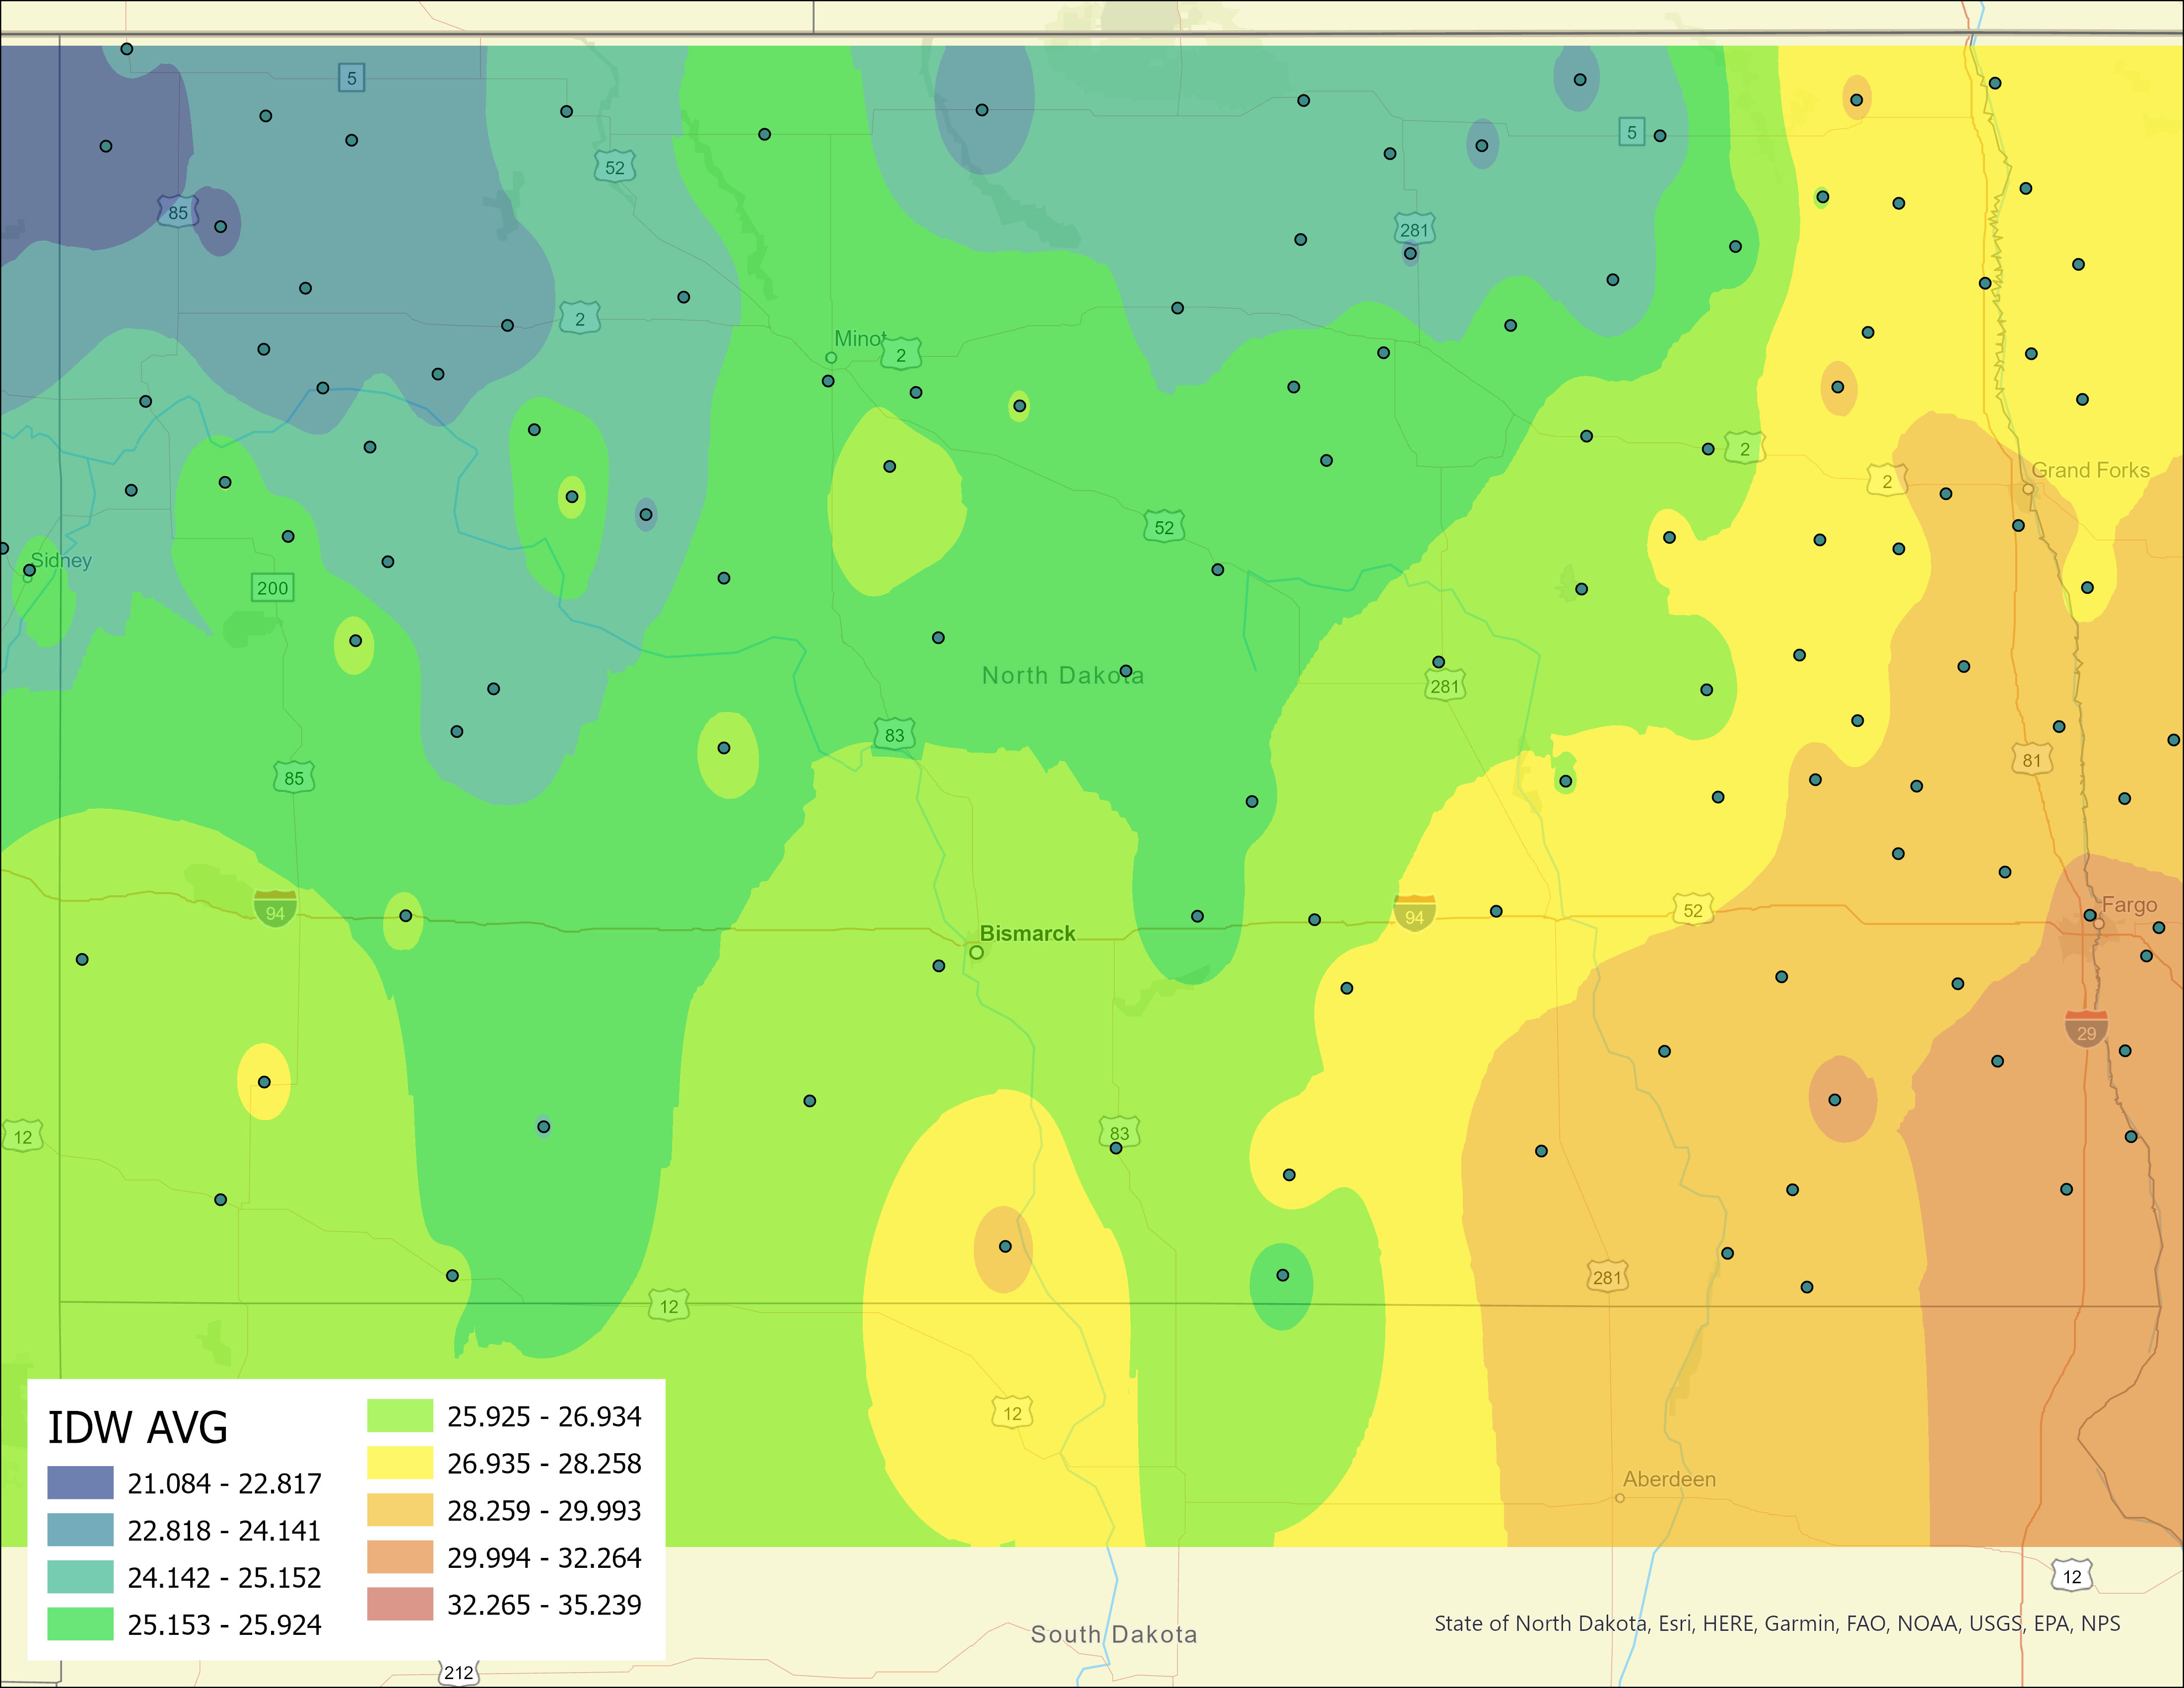 5
52
5
85
281
2
Minot
2
2
2
Grand Forks
52
Sidney
200
North Dakota
281
83
85
81
94
94
52
Fargo
Bismarck
29
12
83
281
12
12
Aberdeen
IDW AVG
21.084 - 22.817
22.818 - 24.141
24.142 - 25.152
25.153 - 25.924
25.925 - 26.934
26.935 - 28.258
28.259 - 29.993
29.994 - 32.264
32.265 - 35.239
12
State of North Dakota, Esri, HERE, Garmin, FAO, NOAA, USGS, EPA, NPS
South Dakota
212